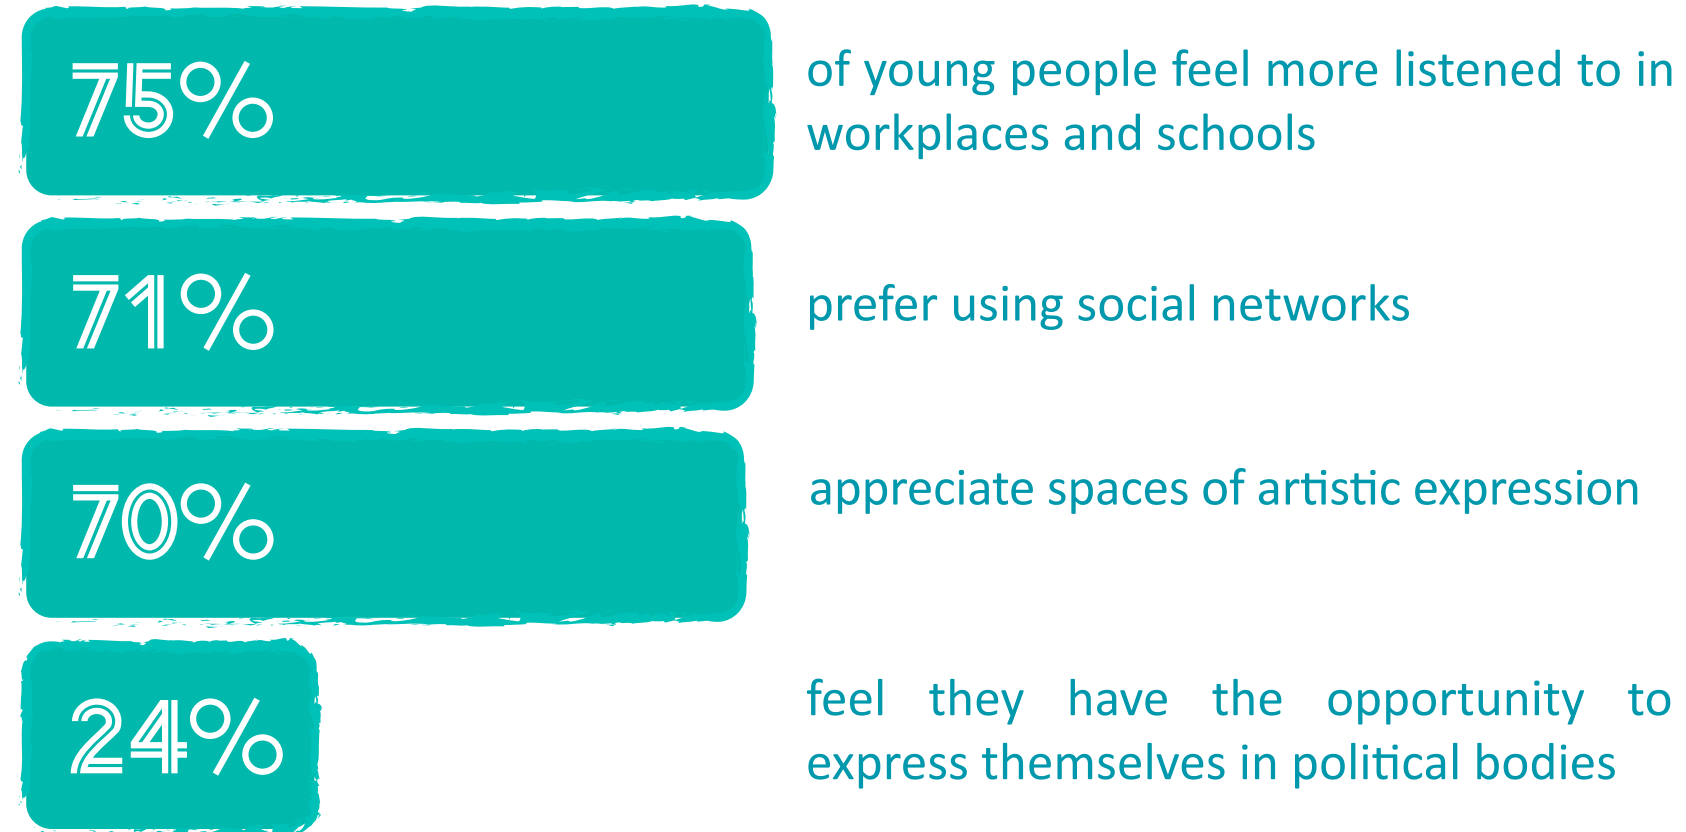 75%
of young people feel more listened to in
workplaces and schools
71%
prefer using social networks
70%
appreciate spaces of artistic expression
24%
feel they have the opportunity to
express themselves in political bodies